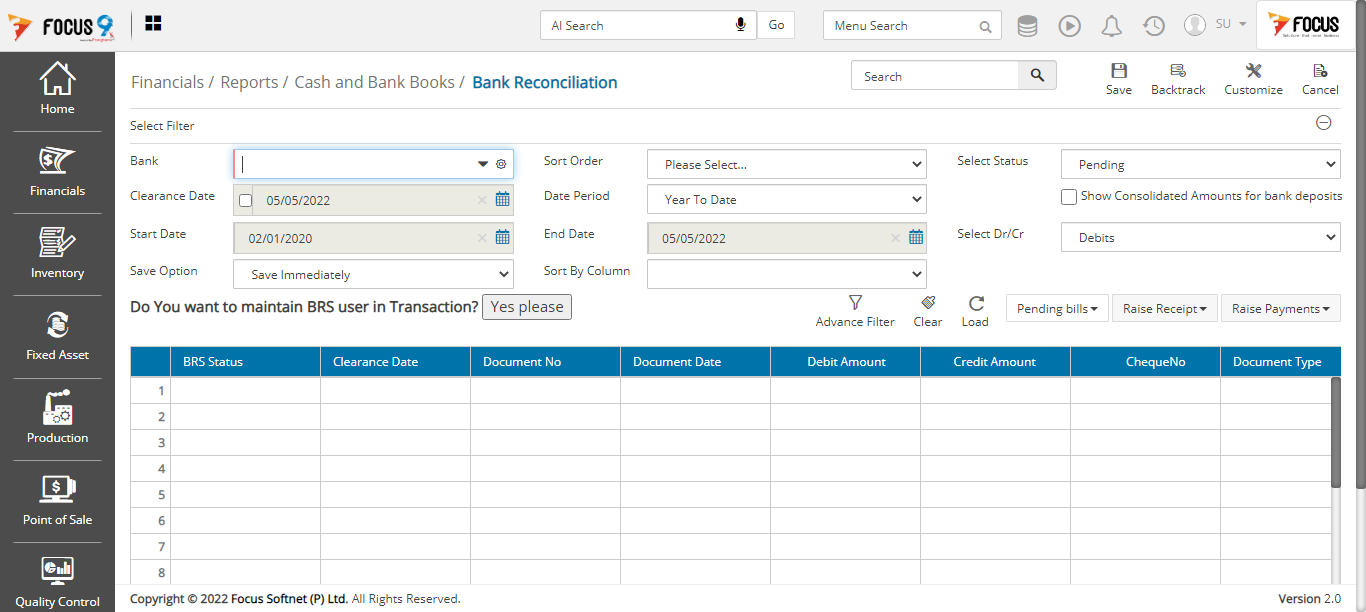 FOCUS 9
AI Search
Go
Menu Search
SU
FOCUS
Home
Financials
Inventory
Fixed Asset
Production
Point of Sale
Quality Control
Financials / Reports / Cash and Bank Books / Bank Reconciliation
Search
Save
Backtrack
Customize
Cancel
Select Filter
Bank
Sort Order
Please Select...
Select Status
Pending
Clearance Date
05/05/2022
Date Period
Year To Date
Show Consolidated Amounts for bank deposits
Start Date
02/01/2020
End Date
05/05/2022
Select Dr/Cr
Debits
Save Option
Save Immediately
Sort By Column
Do You want to maintain BRS user in Transaction? Yes please
Advance Filter
Clear
Load
Pending bills
Raise Receipt
Raise Payments
BRS Status
Clearance Date
Document No
Document Date
Debit Amount
Credit Amount
ChequeNo
Document Type
1
2
3
4
5
6
7
8
Copyright © 2022 Focus Softnet (P) Ltd. All Rights Reserved.
Version 2.0